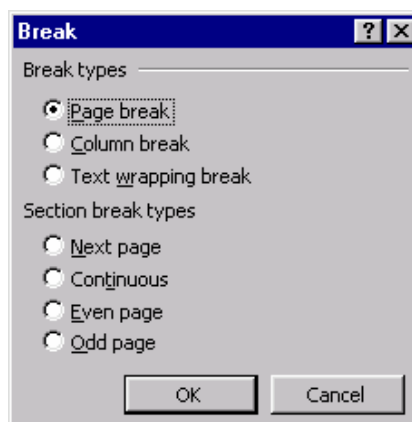 Break
Break types
Page break
Column break
Text wrapping break
Section break types
Next page
Continuous
Even page
Odd page
OK Cancel